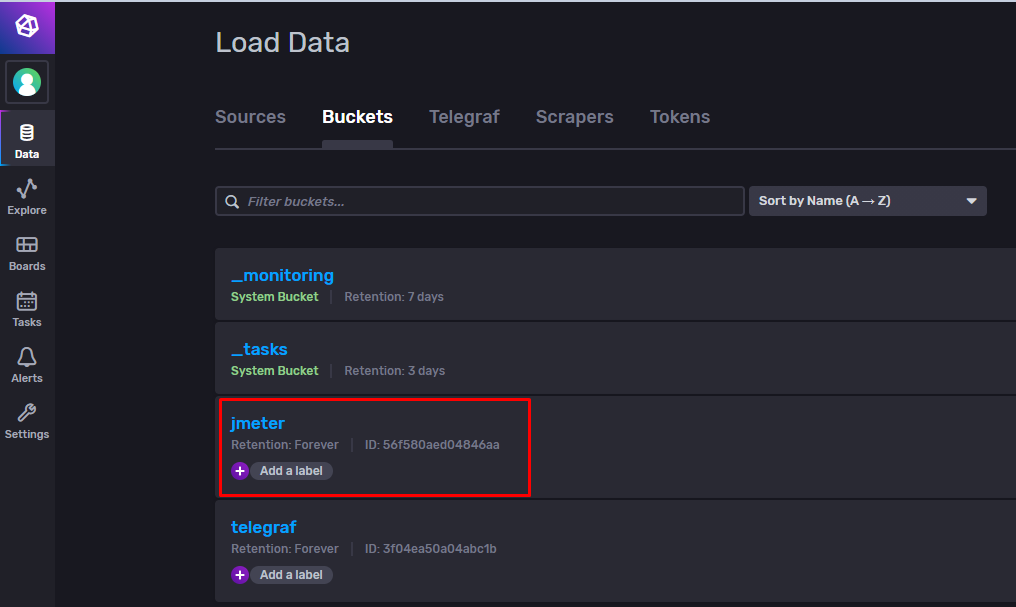 Load Data
Sources Buckets Telegraf Scrapers Tokens
Data
Explore
Boards
Tasks
Alerts
Settings
Filter buckets...
Sort by Name (A → Z)
_monitoring
System Bucket Retention: 7 days
_tasks
System Bucket Retention: 3 days
jmeter
Retention: Forever ID: 56f580aed04846aa
+ Add a label
telegraf
Retention: Forever ID: 3f04ea50a04abc1b
+ Add a label